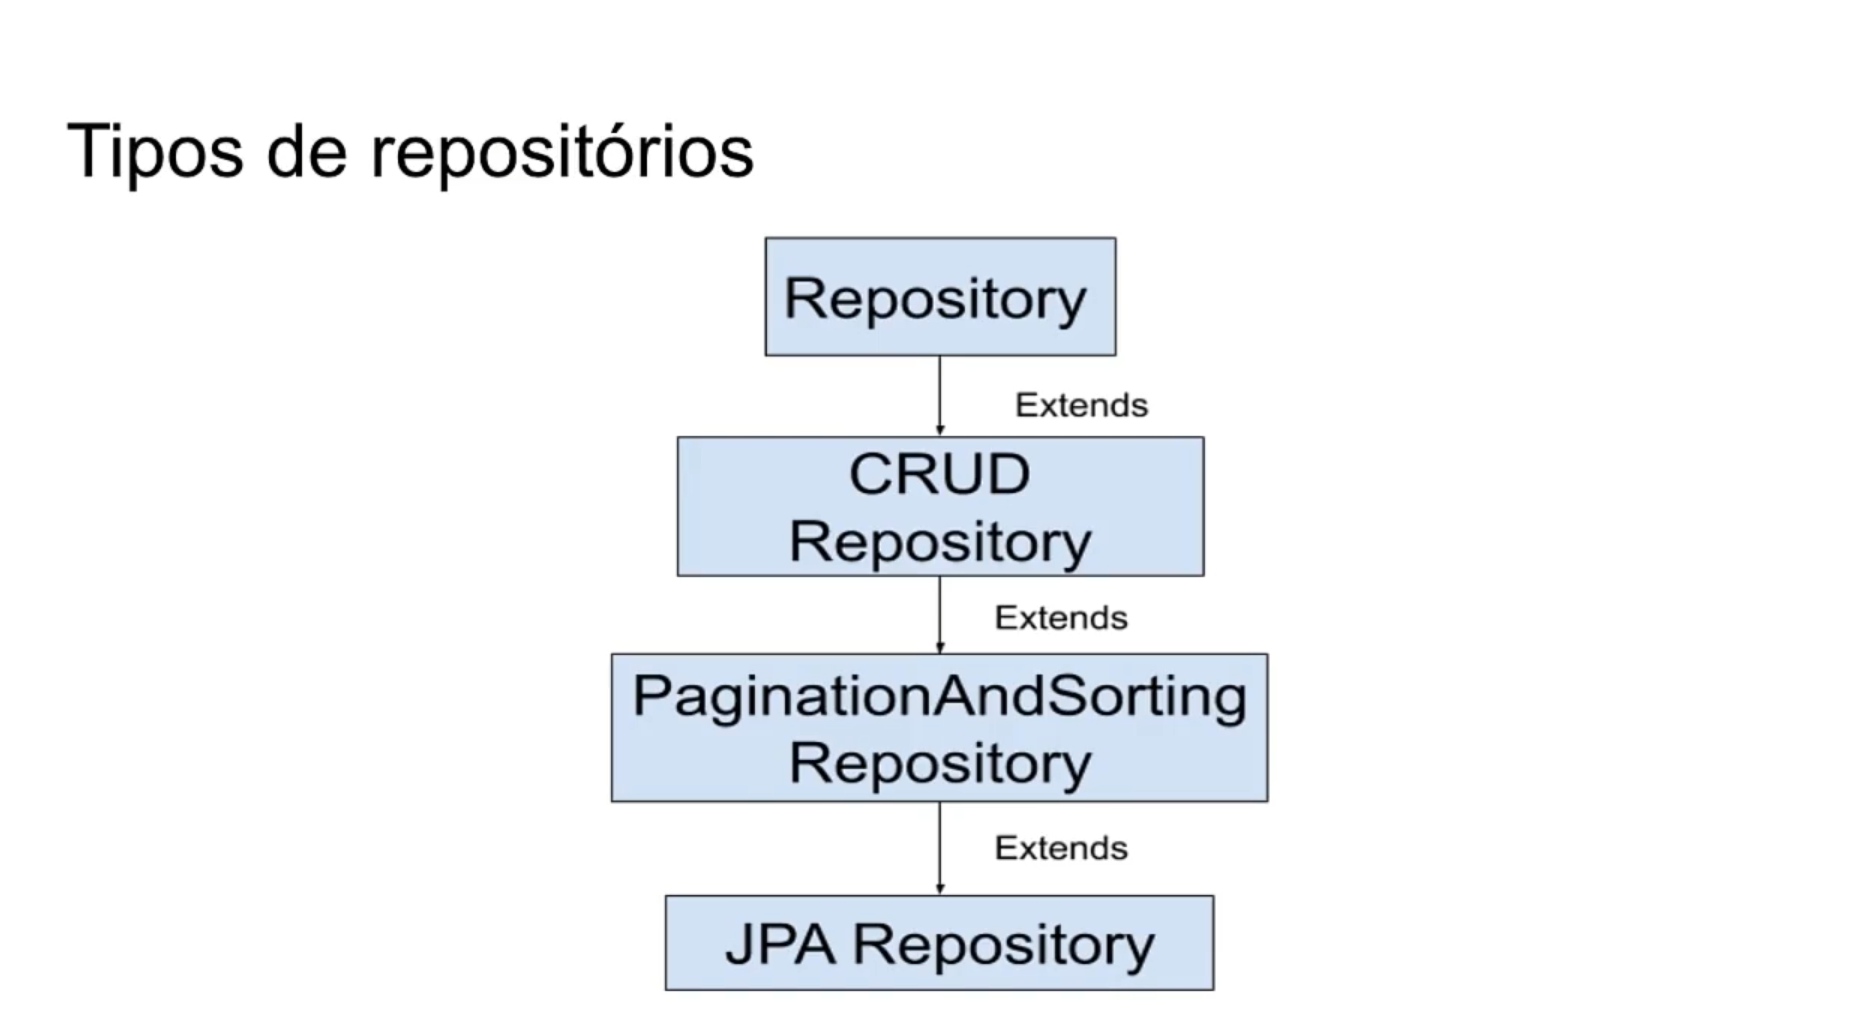 Tipos de repositórios
Repository
Extends
CRUD
Repository
Extends
PaginationAndSorting
Repository
Extends
JPA Repository